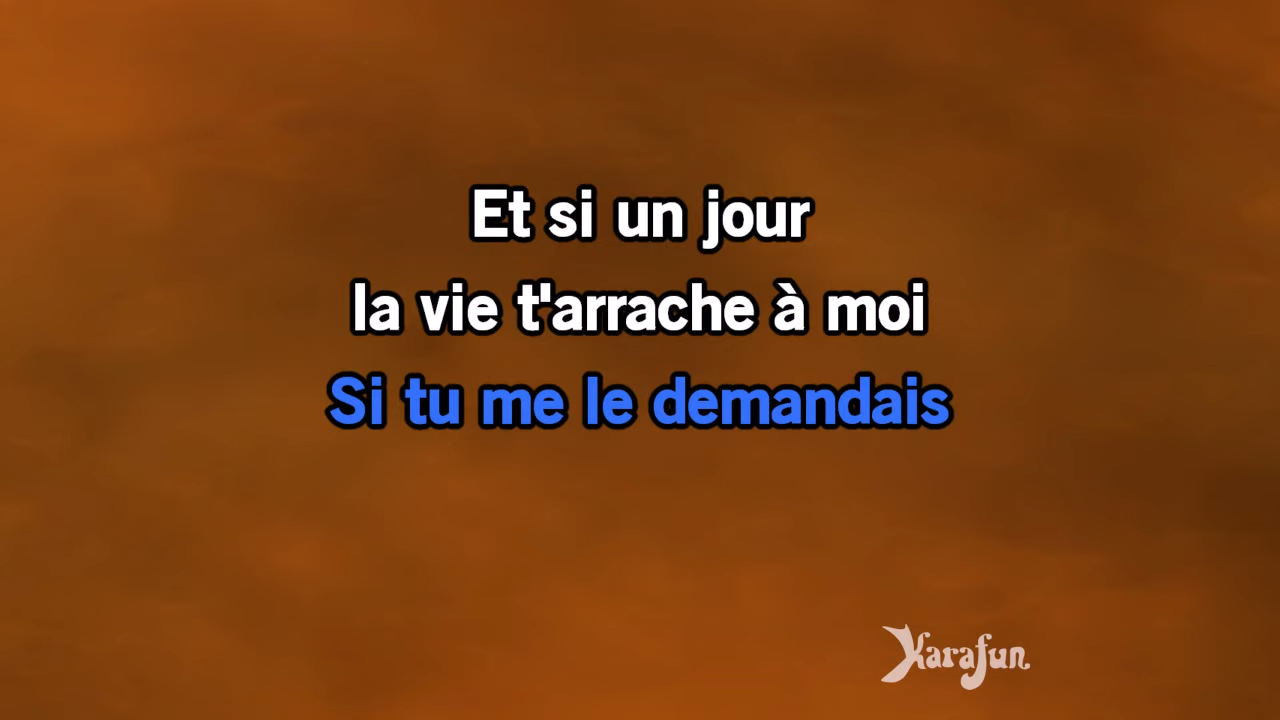 Et si un jour
la vie t'arrache à moi
Si tu me le demandais
Karafun